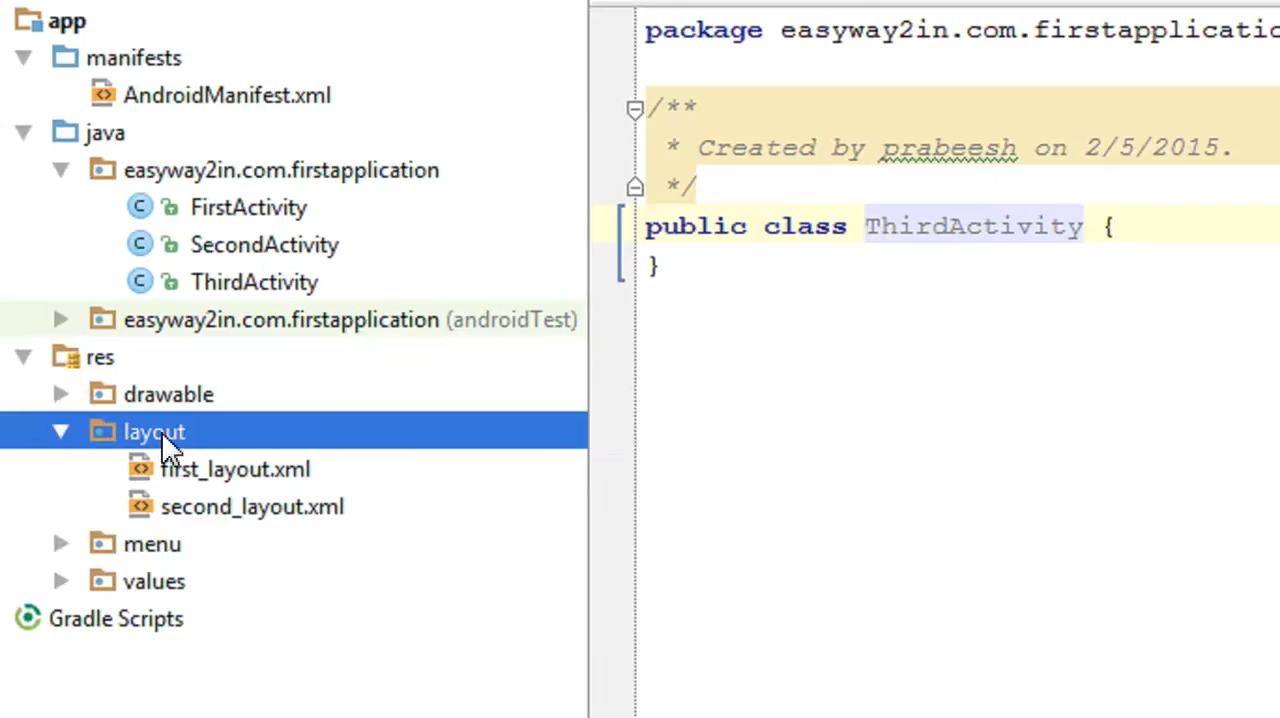 app
manifests
AndroidManifest.xml
java
easyway2in.com.firstapplication
FirstActivity
SecondActivity
ThirdActivity
easyway2in.com.firstapplication (androidTest)
res
drawable
layout
first_layout.xml
second_layout.xml
menu
values
Gradle Scripts
package easyway2in.com.firstapplicatio
/**
* Created by prabeesh on 2/5/2015.
*/
public class ThirdActivity {
}